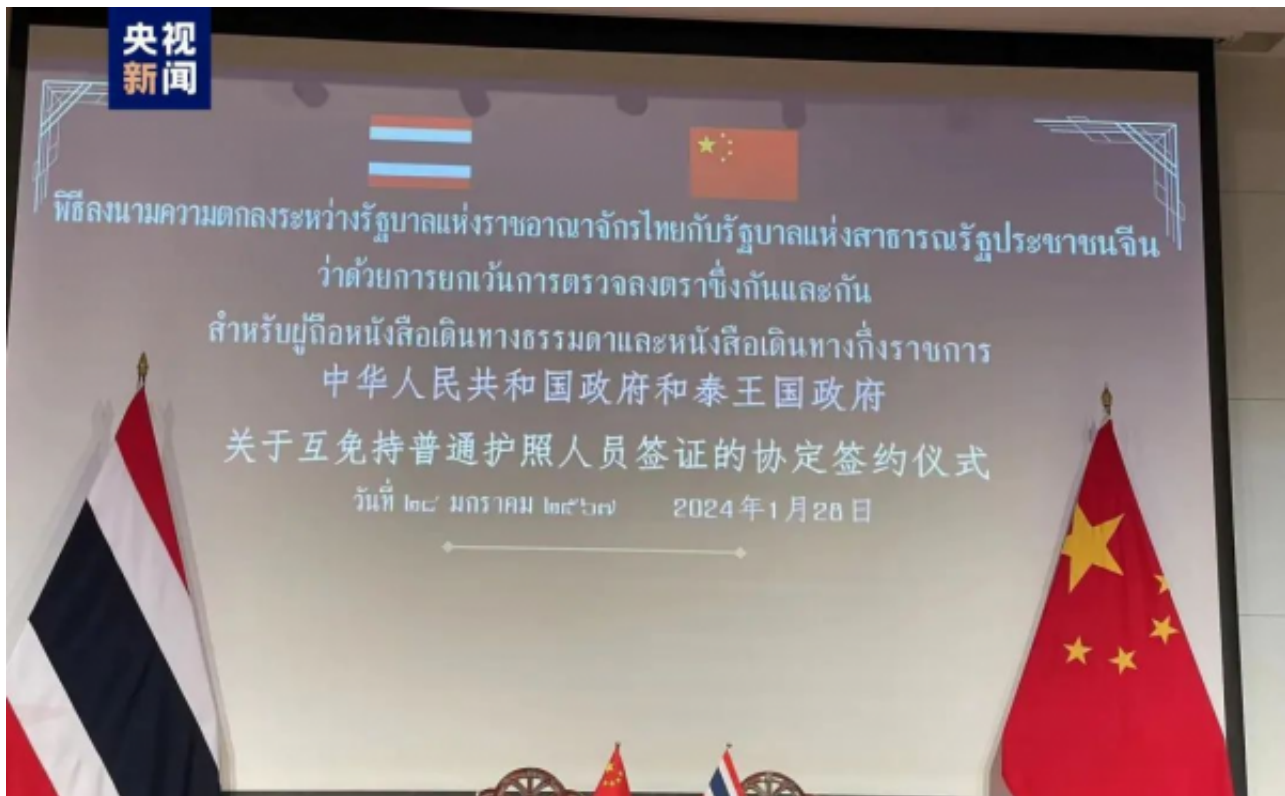 央视
新闻
พิธีลงนามความตกลงระหว่างรัฐบาลแห่งราชอาณาจักรไทยกับรัฐบาลแห่งสาธารณรัฐประชาชนจีน
ว่าด้วยการยกเว้นการตรวจลงตราซึ่งกันและกัน
สำหรับผู้ถือหนังสือเดินทางธรรมดาและหนังสือเดินทางกึ่งราชการ
中华人民共和国政府和泰王国政府
关于互免持普通护照人员签证的协定签约仪式
วันที่ ๒๘ มกราคม ๒๕๖๗ 2024年1月28日